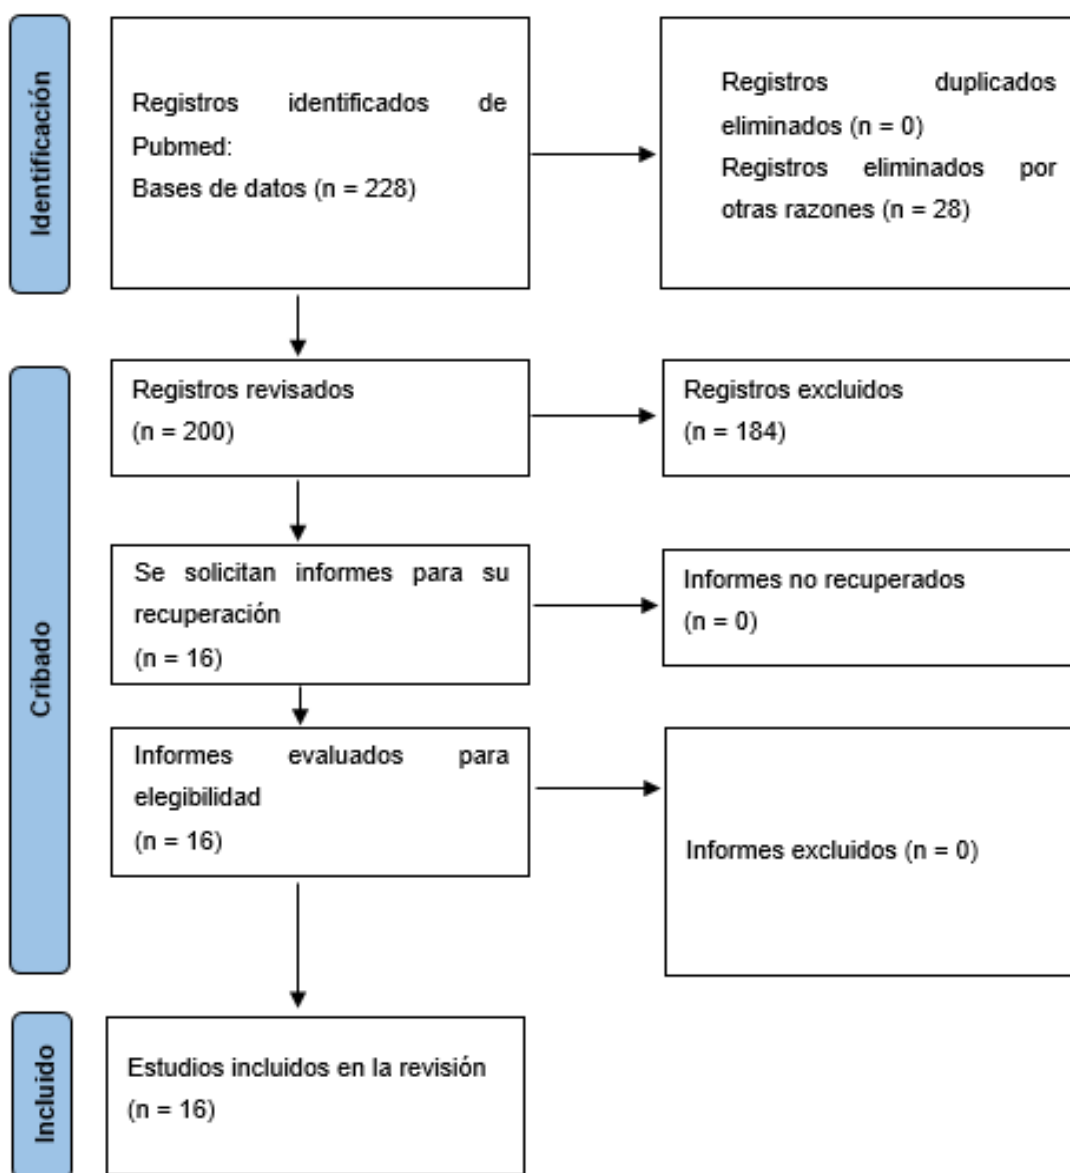 Identificación
Registros identificados de
Pubmed:
Bases de datos (n = 228)
Registros duplicados
eliminados (n = 0)
Registros eliminados por
otras razones (n = 28)
Cribado
Registros revisados
(n = 200)
Registros excluidos
(n = 184)
Se solicitan informes para su
recuperación
(n = 16)
Informes no recuperados
(n = 0)
Informes evaluados para
elegibilidad
(n = 16)
Informes excluidos (n = 0)
Incluido
Estudios incluidos en la revisión
(n = 16)